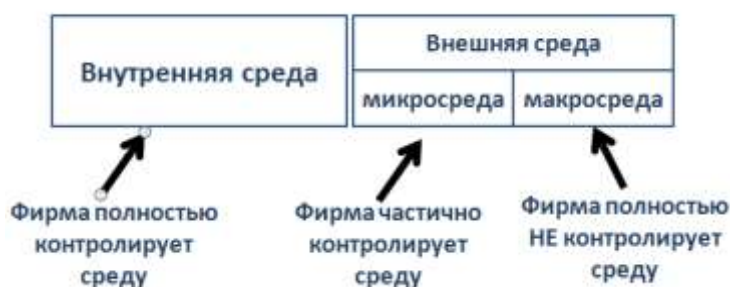 Внутренняя среда
Внешняя среда
микросреда
макросреда
Фирма полностью
контролирует
среду
Фирма частично
контролирует
среду
Фирма полностью
НЕ контролирует
среду